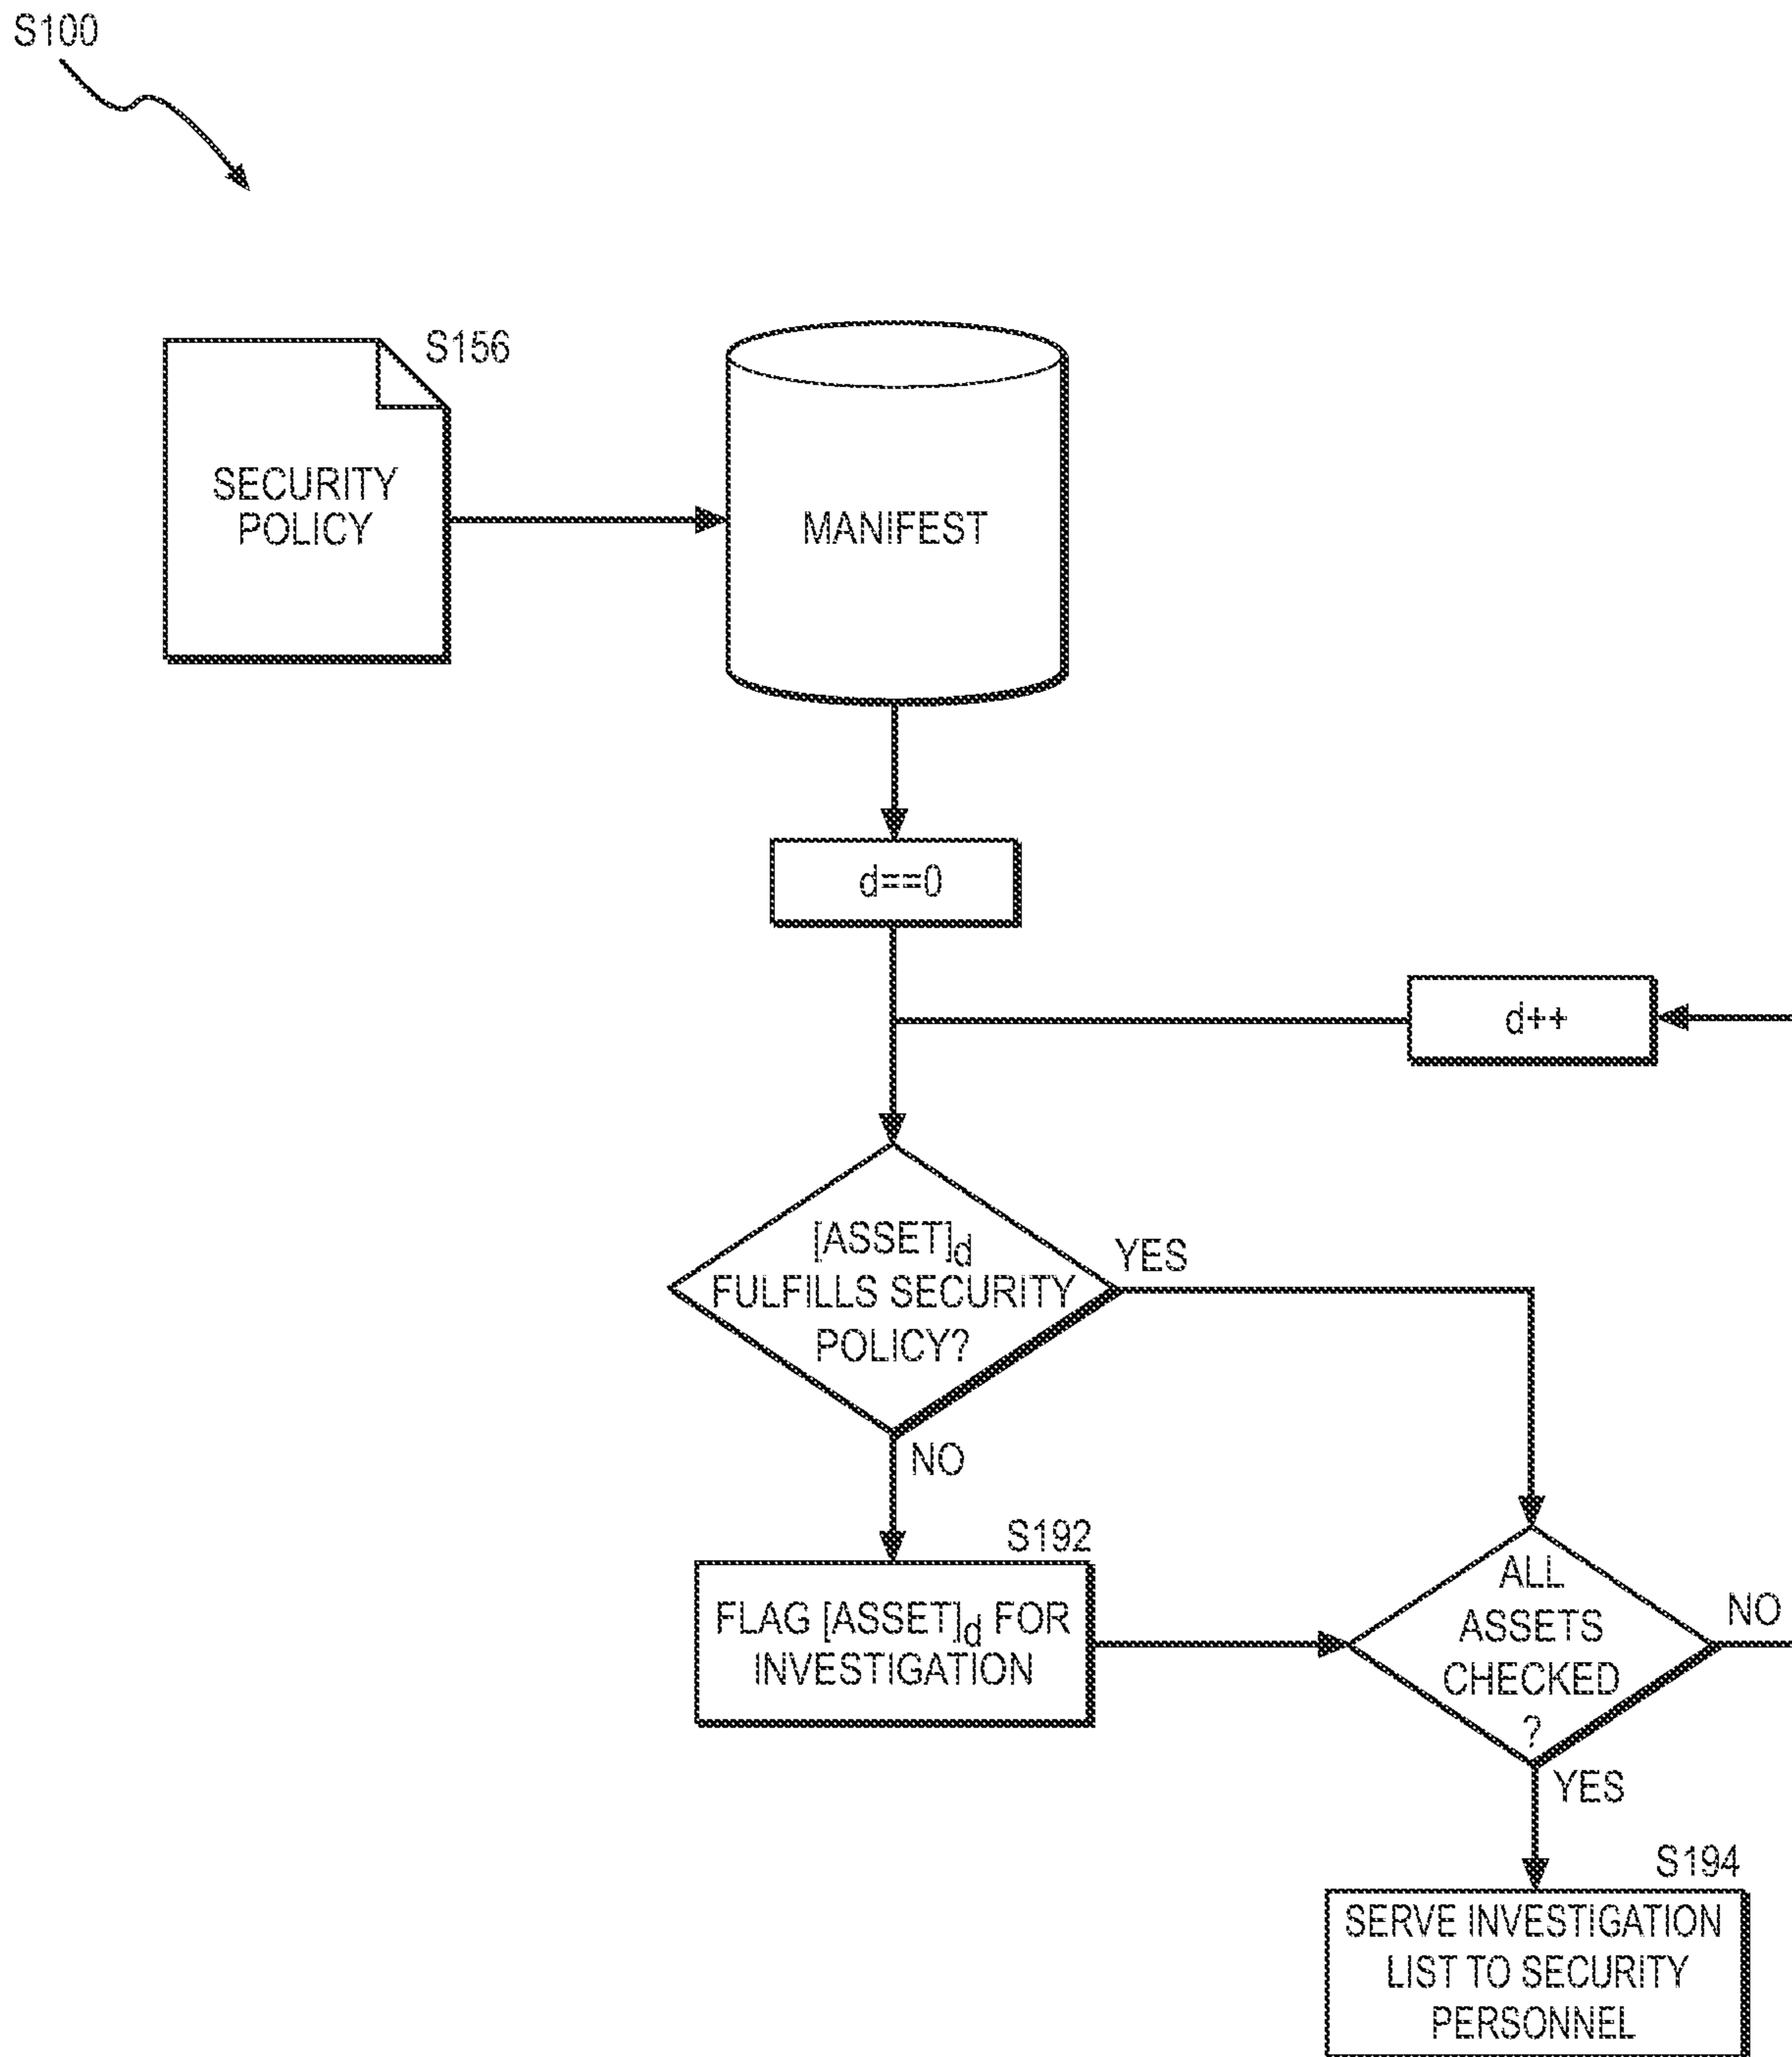 S100
S156
SECURITY
POLICY
MANIFEST
d==0
d++
[ASSET]d
FULFILLS SECURITY
POLICY?
YES
NO
S192
FLAG [ASSET]d FOR
INVESTIGATION
ALL
ASSETS
CHECKED
?
NO
YES
S194
SERVE INVESTIGATION
LIST TO SECURITY
PERSONNEL